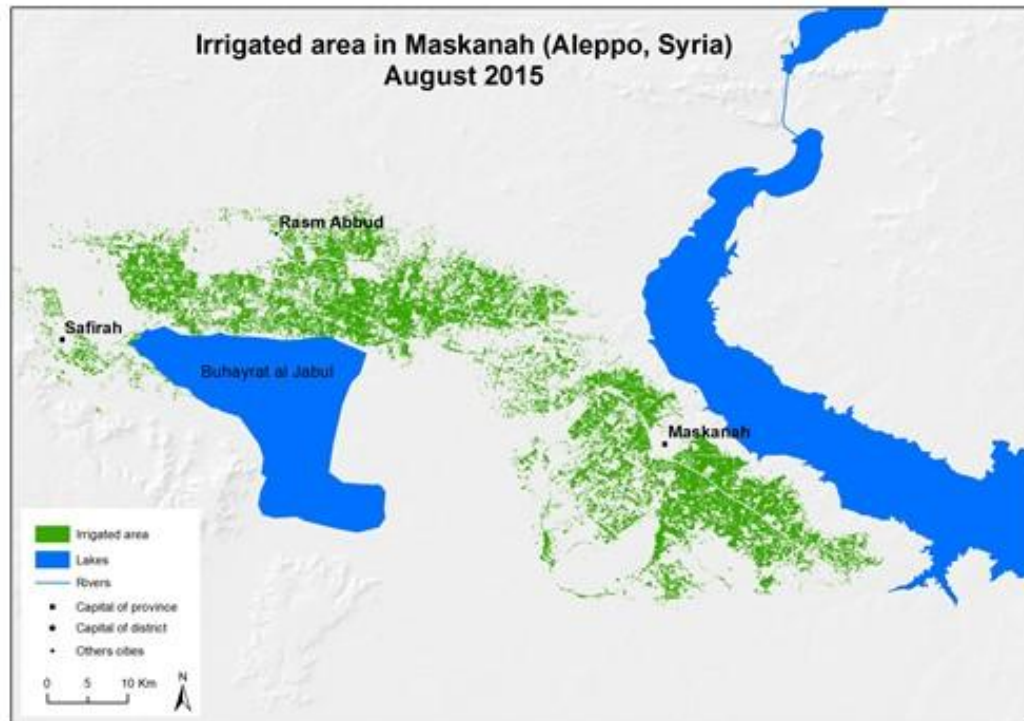 Irrigated area in Maskanah (Aleppo, Syria)
August 2015
Rasm Abbud
Safirah
Buhayrat al Jabul
Maskanah
Irrigated area
Lakes
Rivers
Capital of province
Capital of district
Others cities
0 5 10 Km
N